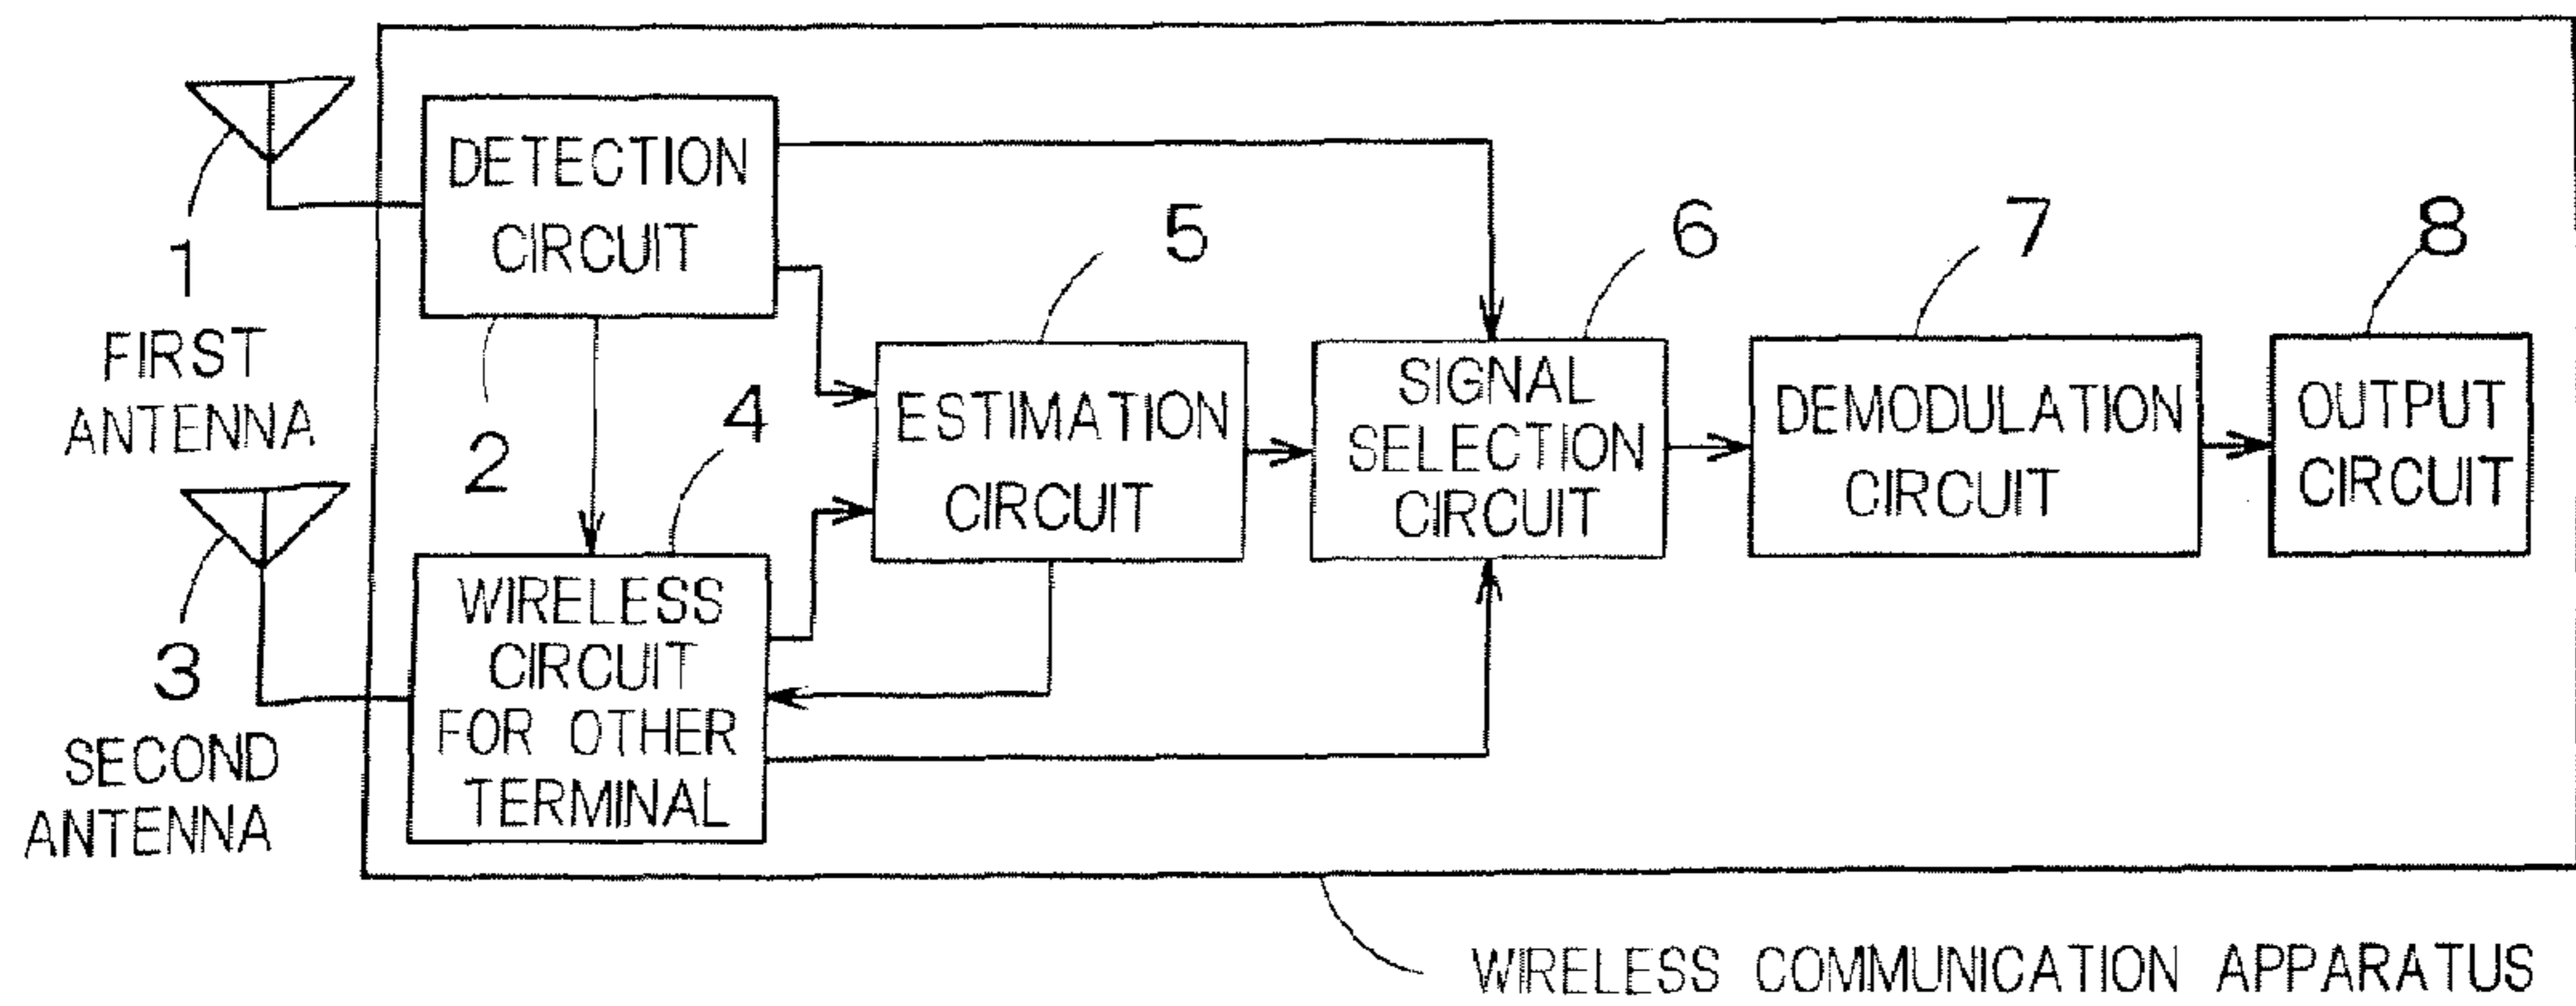 1
FIRST
ANTENNA
DETECTION
CIRCUIT
2
3
SECOND
ANTENNA
4
WIRELESS
CIRCUIT
FOR OTHER
TERMINAL
5
ESTIMATION
CIRCUIT
6
SIGNAL
SELECTION
CIRCUIT
7
DEMODULATION
CIRCUIT
8
OUTPUT
CIRCUIT
WIRELESS COMMUNICATION APPARATUS